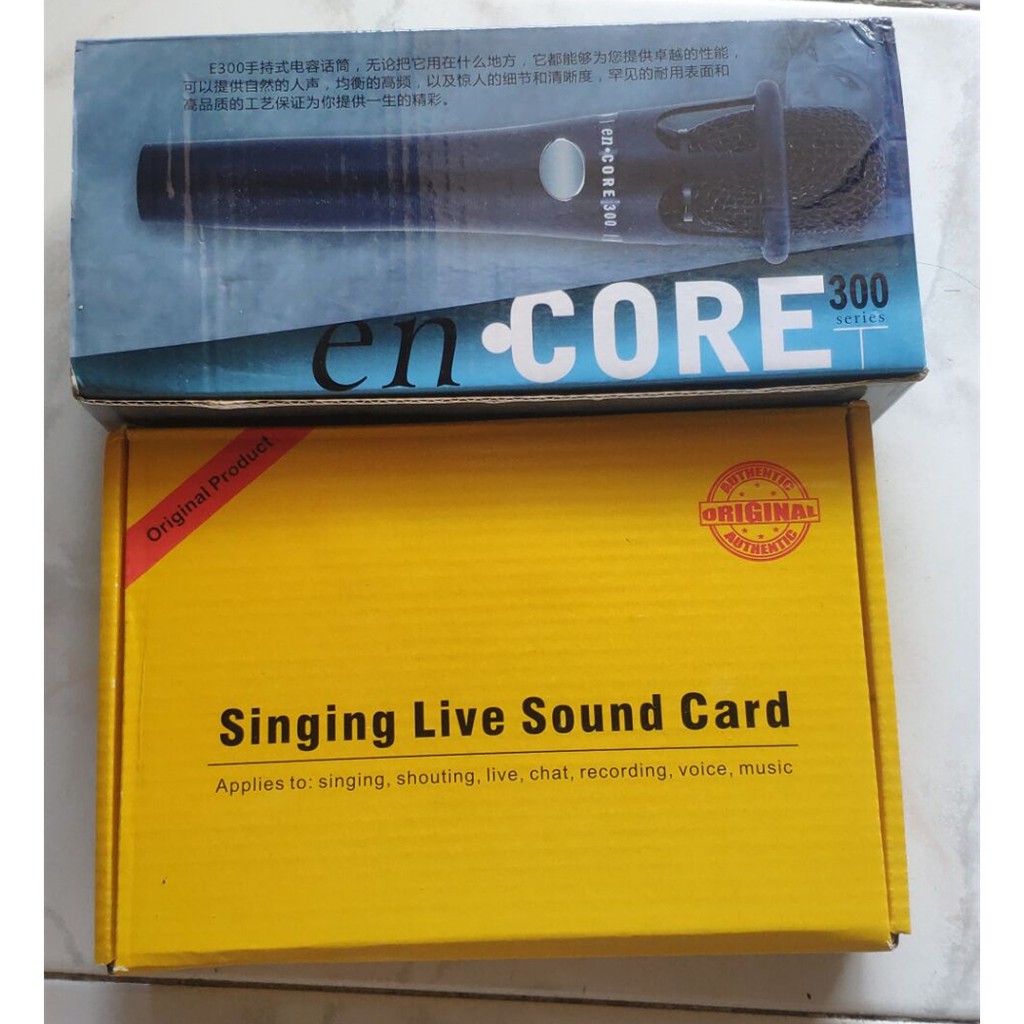 E300手持式电容话筒，无论把它用在什么地方，它都能够为您提供卓越的性能，
可以提供自然的人声，均衡的高频，以及惊人的细节和清晰度，罕见的耐用表面和
高品质的工艺保证为你提供一生的精彩。
en•CORE 300
en•CORE 300
series
Original Product
AUTHENTIC
ORIGINAL
AUTHENTIC
Singing Live Sound Card
Applies to: singing, shouting, live, chat, recording, voice, music